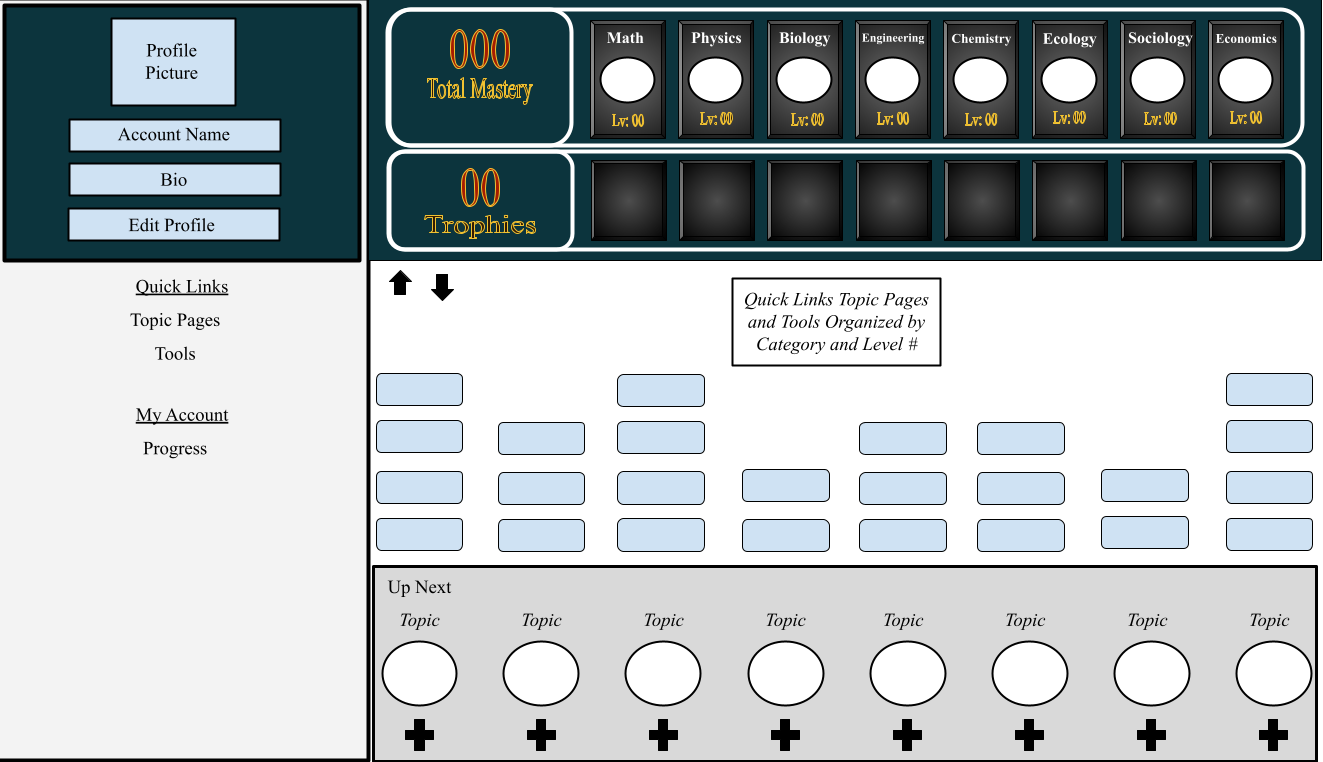 Profile
Picture
Account Name
Bio
Edit Profile
Quick Links
Topic Pages
Tools
My Account
Progress
000
Total Mastery
Math Physics Biology Engineering Chemistry Ecology Sociology Economics
Lv: 00 Lv: 00 Lv: 00 Lv: 00 Lv: 00 Lv: 00 Lv: 00 Lv: 00
00
Trophies
Quick Links Topic Pages
and Tools Organized by
Category and Level #
Up Next
Topic Topic Topic Topic Topic Topic Topic Topic